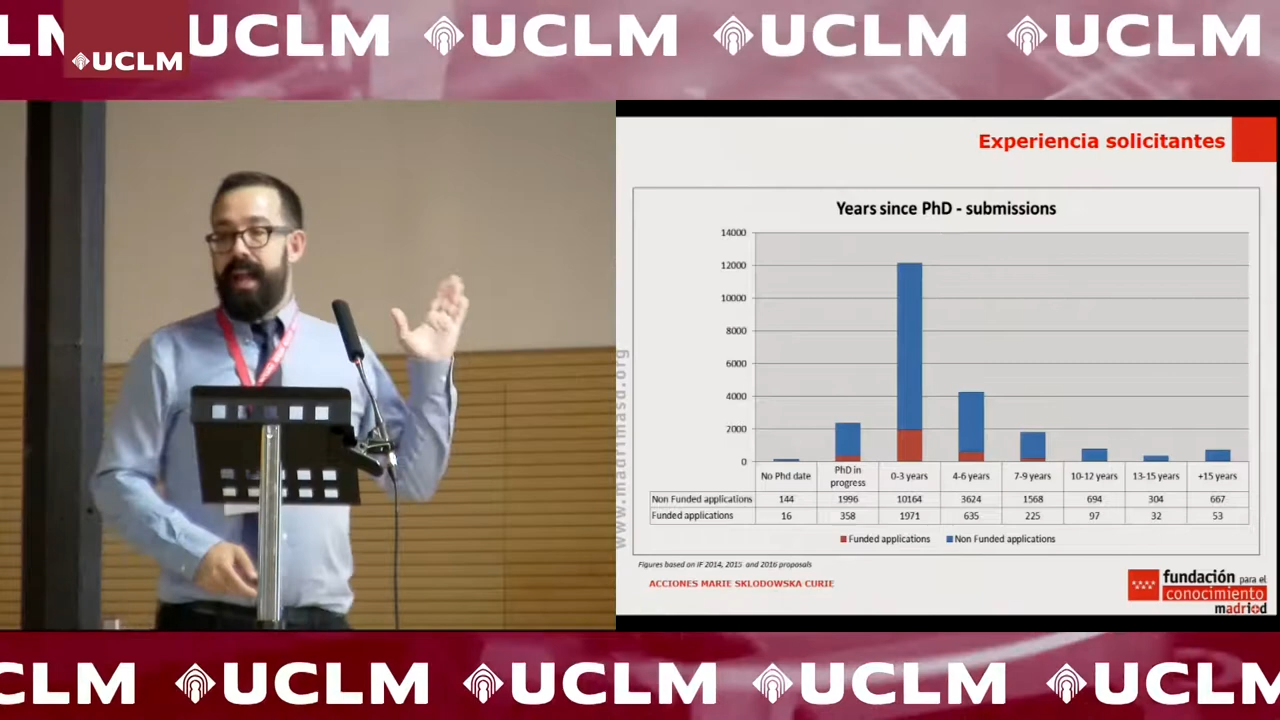 LM UCLM UCLM UCLM UCLM
UCLM
Experiencia solicitantes
Years since PhD - submissions
14000
12000
10000
8000
6000
4000
2000
0
No Phd date PhD in progress 0-3 years 4-6 years 7-9 years 10-12 years 13-15 years +15 years
Non Funded applications 144 1996 10164 3624 1568 694 304 667
Funded applications 16 358 1971 635 225 97 32 53
Funded applications Non Funded applications
Figures based on IF 2014, 2015 and 2016 proposals
ACCIONES MARIE SKLODOWSKA CURIE
www.madrimasd.org
fundación para el
conocimiento
madri+d
CLM UCLM UCLM UCLM UCLM